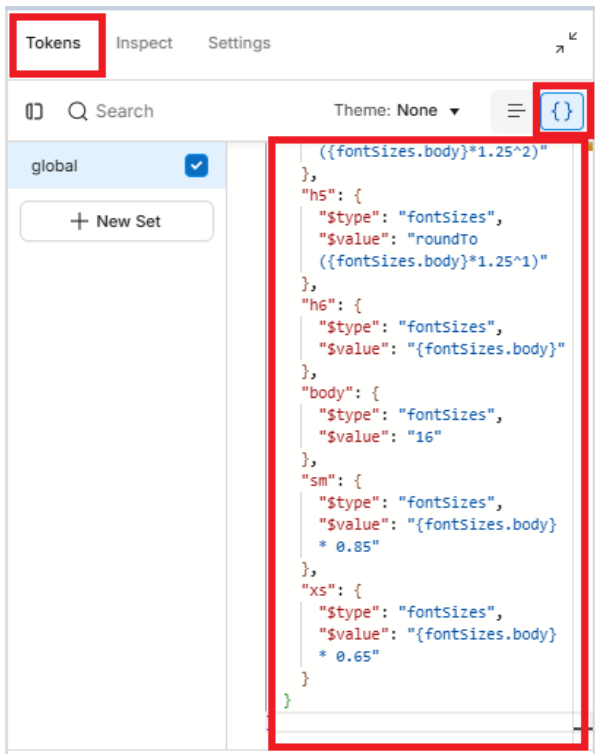 Tokens Inspect Settings
Search Theme: None {}
global
({fontSizes.body}*1.25^2)"
},
"h5": {
+ New Set
"$type": "fontSizes",
"$value": "roundTo
({fontSizes.body}*1.25^1)"
},
"h6": {
"$type": "fontSizes",
"$value": "{fontSizes.body}"
},
"body": {
"$type": "fontSizes",
"$value": "16"
},
"sm": {
"$type": "fontSizes",
"$value": "{fontSizes.body}
* 0.85"
},
"xs": {
"$type": "fontSizes",
"$value": "{fontSizes.body}
* 0.65"
}
}